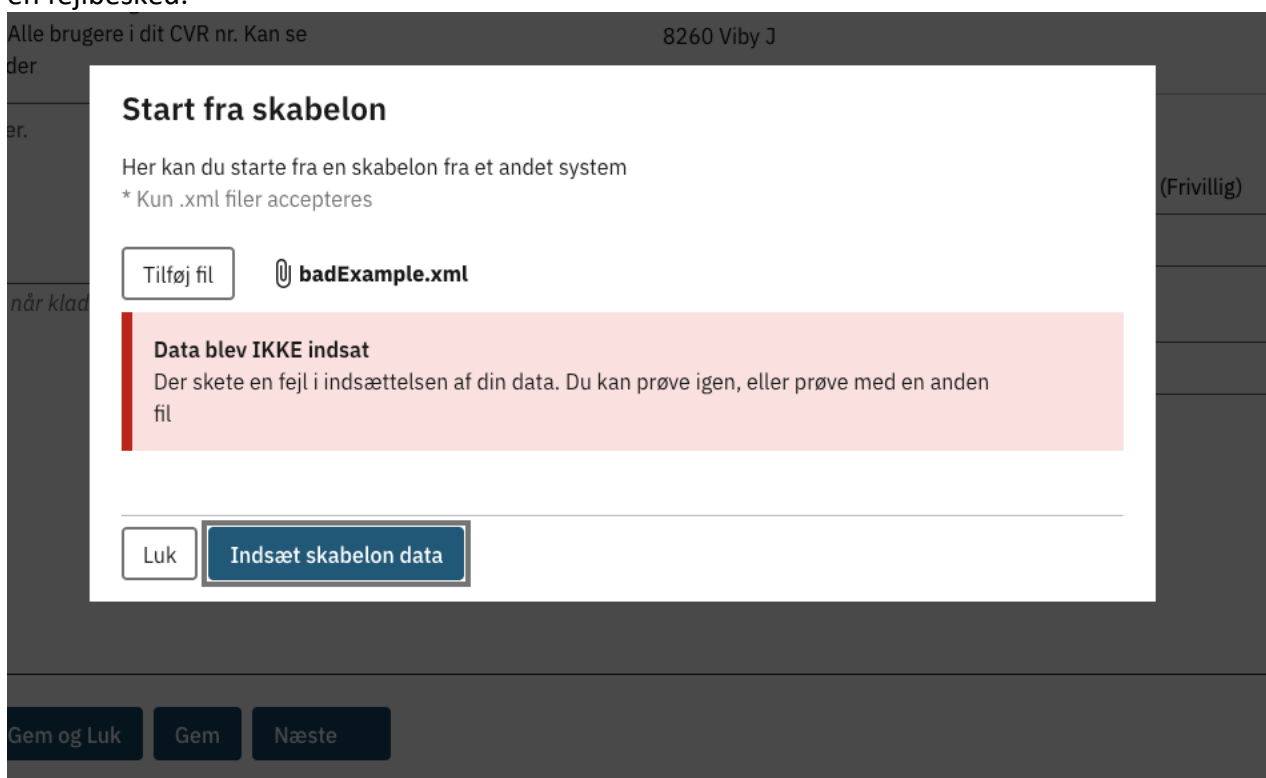 en fejlbesked.
Alle brugere i dit CVR nr. Kan se
8260 Viby J
der
Start fra skabelon
er.
Her kan du starte fra en skabelon fra et andet system
* Kun .xml filer accepteres
(Frivillig)
Tilføj fil
badExample.xml
når klad
Data blev IKKE indsat
Der skete en fejl i indsættelsen af din data. Du kan prøve igen, eller prøve med en anden
fil
Luk
Indsæt skabelon data
Gem og Luk
Gem
Næste